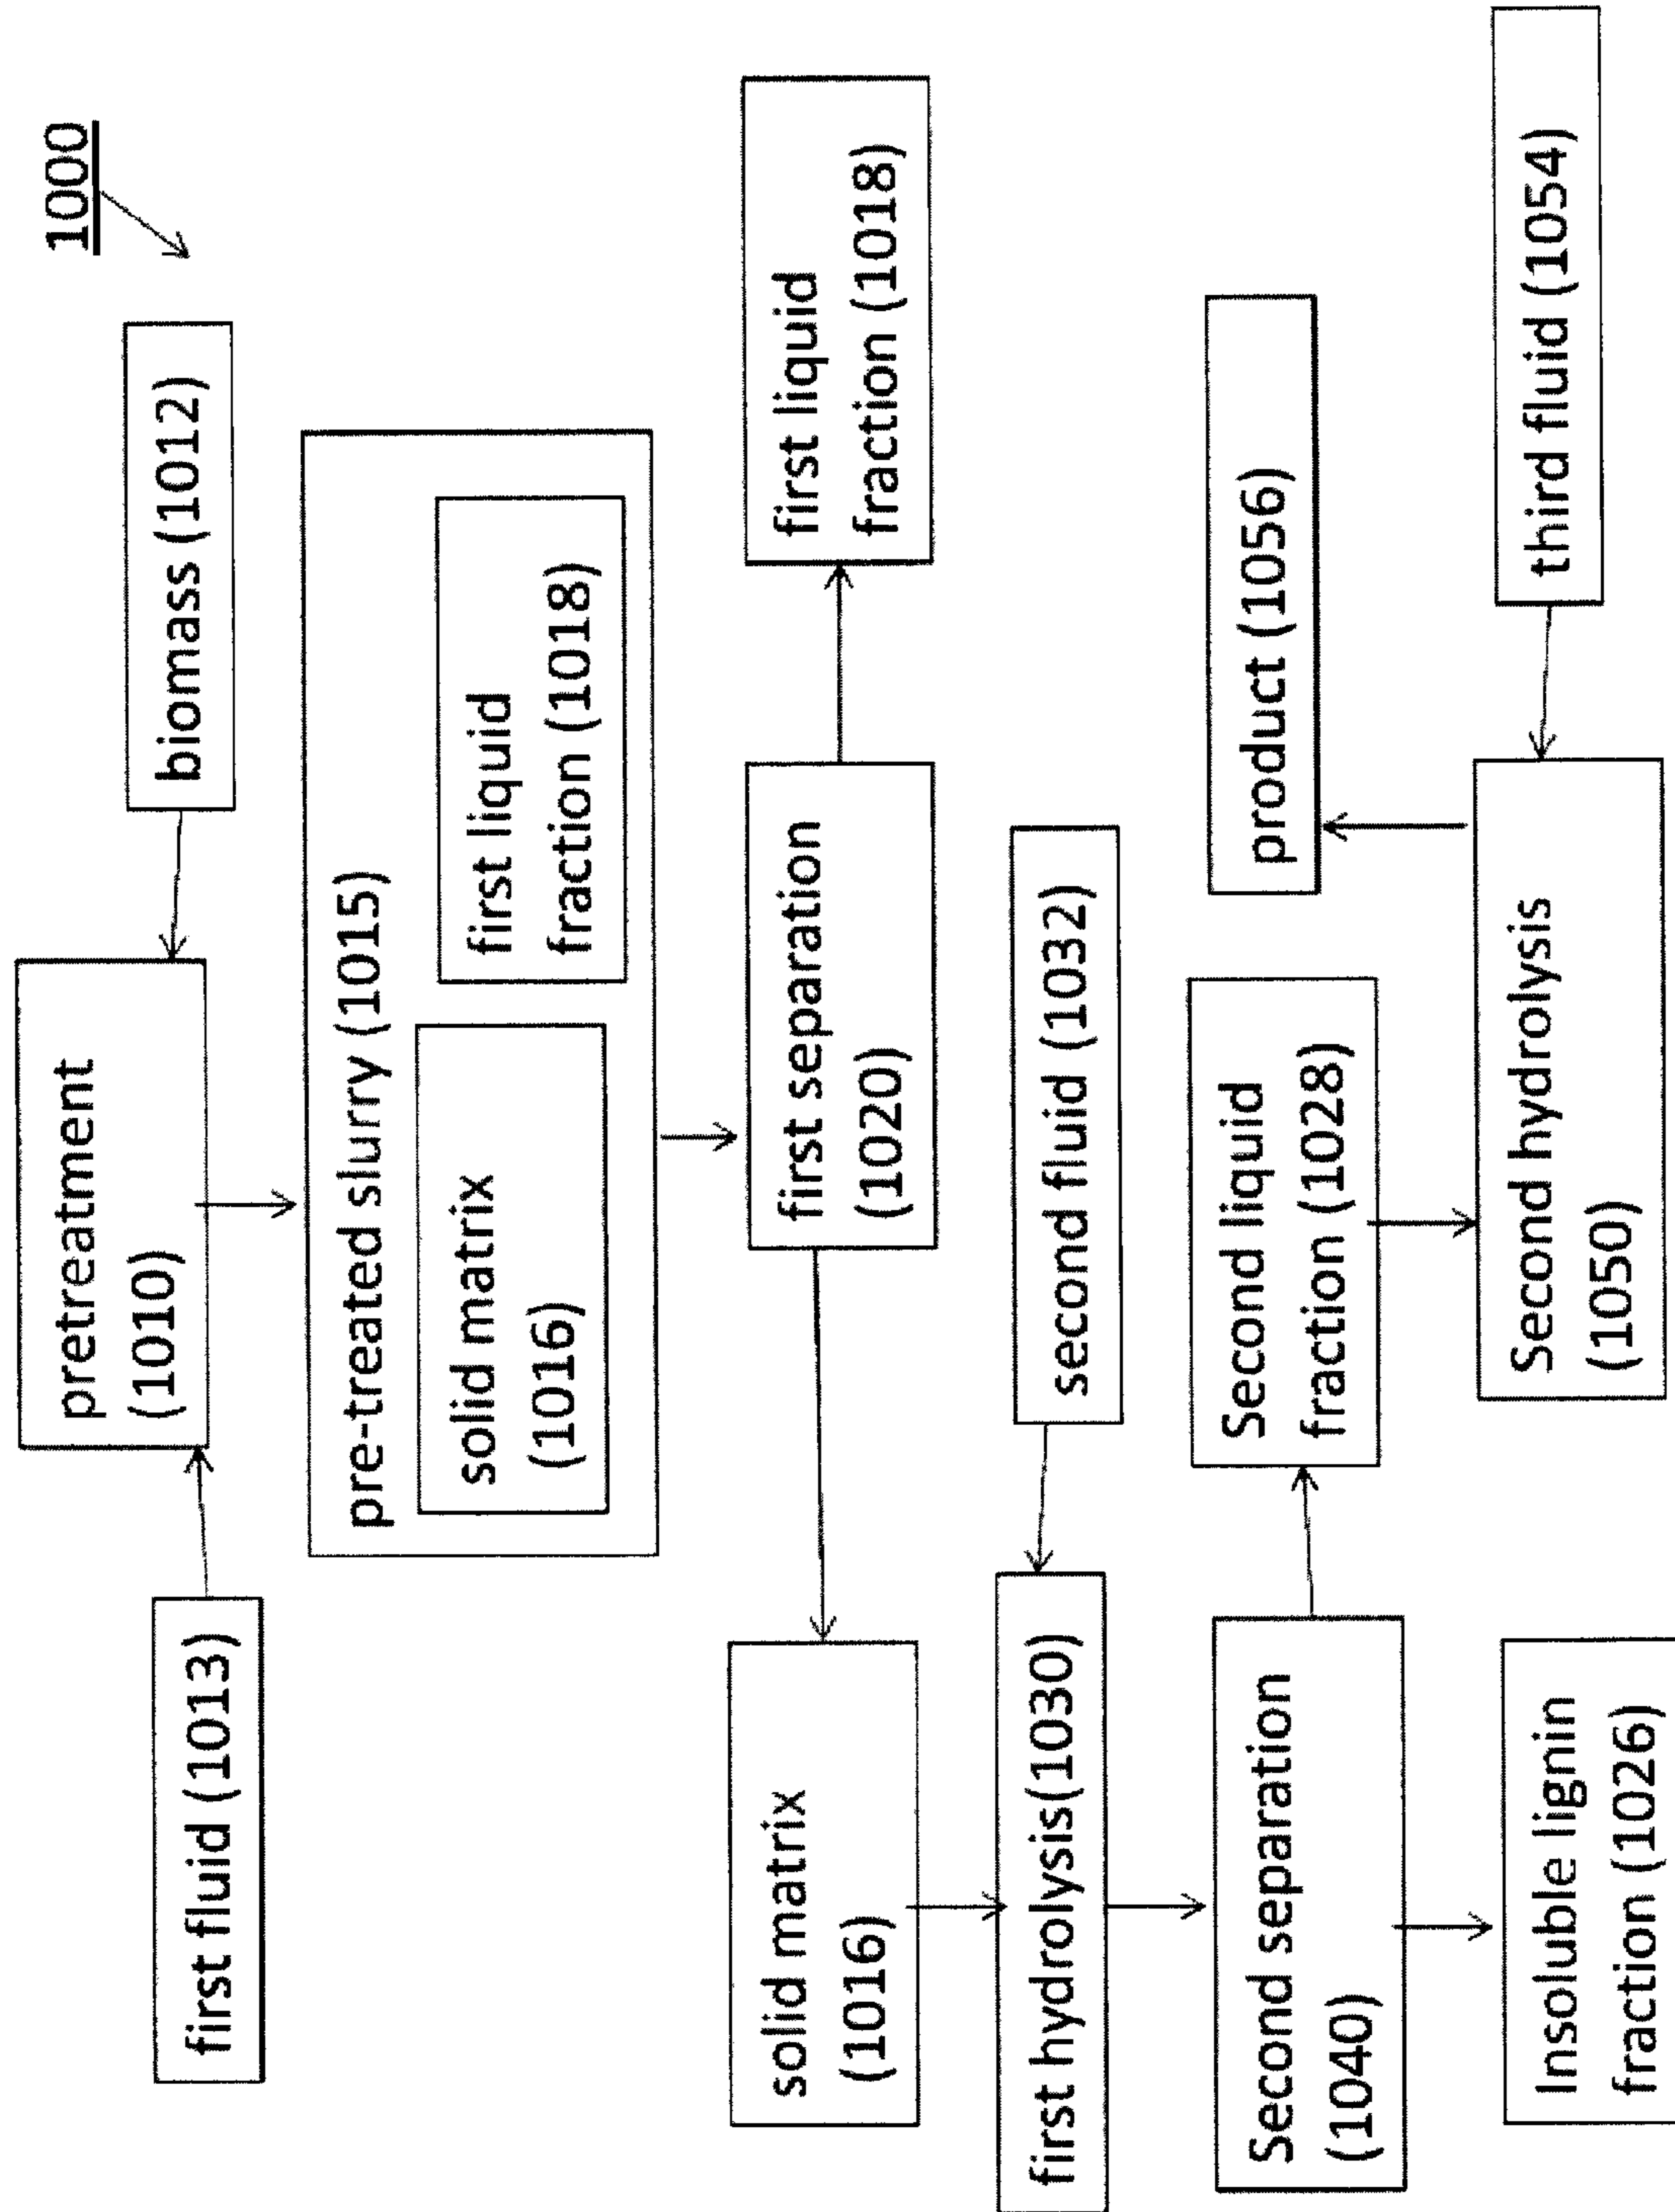 1000
pretreatment
(1010)
first fluid (1013)
biomass (1012)
pre-treated slurry (1015)
solid matrix
(1016)
first liquid
fraction (1018)
first separation
(1020)
first liquid
fraction (1018)
solid matrix
(1016)
first hydrolysis(1030)
second fluid (1032)
Second separation
(1040)
Second liquid
fraction (1028)
product (1056)
Insoluble lignin
fraction (1026)
Second hydrolysis
(1050)
third fluid (1054)